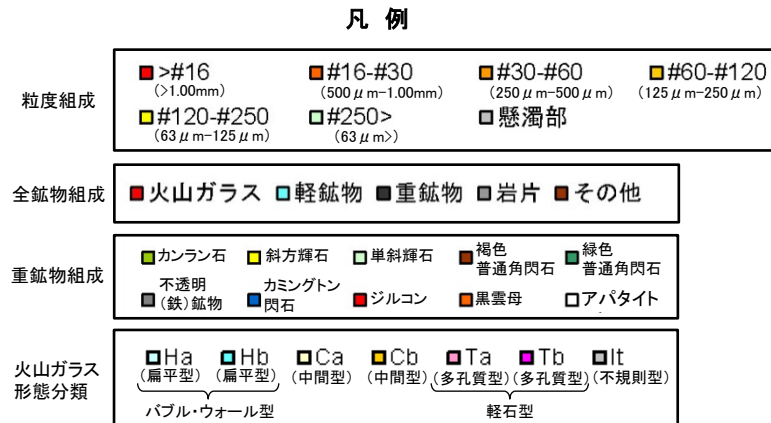 凡 例
粒度組成
>#16 #16-#30 #30-#60 #60-#120
(>1.00mm) (500μm-1.00mm) (250μm-500μm) (125μm-250μm)
#120-#250 #250> 懸濁部
(63μm-125μm) (63μm>)
全鉱物組成
火山ガラス 軽鉱物 重鉱物 岩片 その他
重鉱物組成
カンラン石 斜方輝石 単斜輝石 褐色 緑色
普通角閃石 普通角閃石
不透明 カミングトン
(鉄)鉱物 閃石 ジルコン 黒雲母 アパタイト
火山ガラス
形態分類
Ha Hb Ca Cb Ta Tb It
(扁平型) (扁平型) (中間型) (中間型) (多孔質型) (多孔質型) (不規則型)
バブル・ウォール型 軽石型